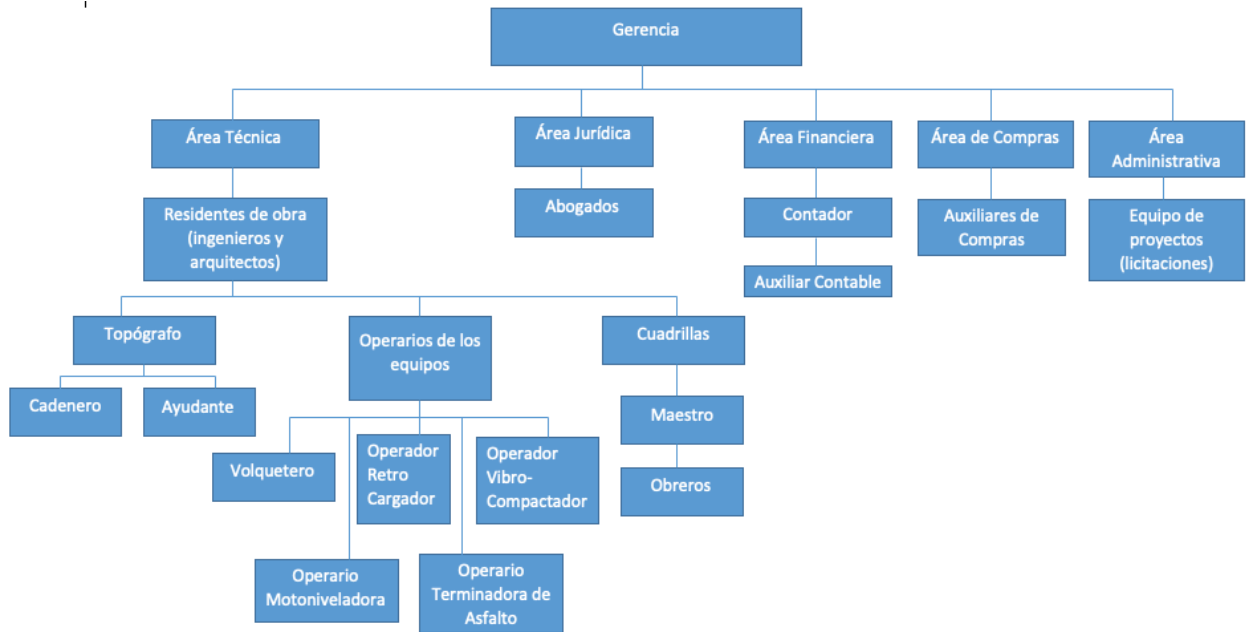 Gerencia
Área Técnica
Área Jurídica
Área Financiera
Área de Compras
Área
Administrativa
Residentes de obra
(ingenieros y
arquitectos)
Abogados
Contador
Auxiliares de
Compras
Equipo de
proyectos
(licitaciones)
Auxiliar Contable
Topógrafo
Operarios de los
equipos
Cuadrillas
Cadenero
Ayudante
Maestro
Volquetero
Operador
Retro
Cargador
Operador
Vibro-
Compactador
Obreros
Operario
Motoniveladora
Operario
Terminadora de
Asfalto